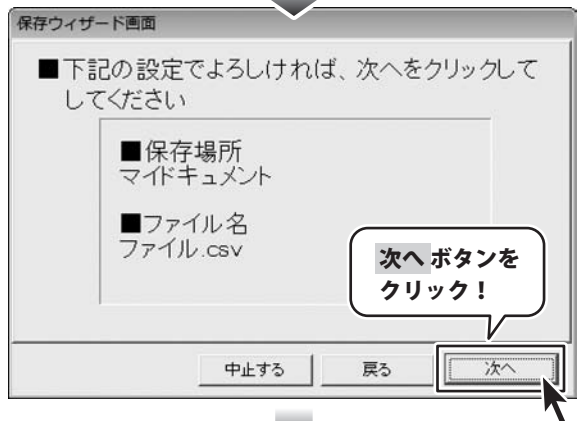 保存ウィザード画面
■下記の設定でよろしければ、次へをクリックして
してください
■保存場所
マイドキュメント
■ファイル名
ファイル.csv
次へ ボタンを
クリック！
中止する
戻る
次へ